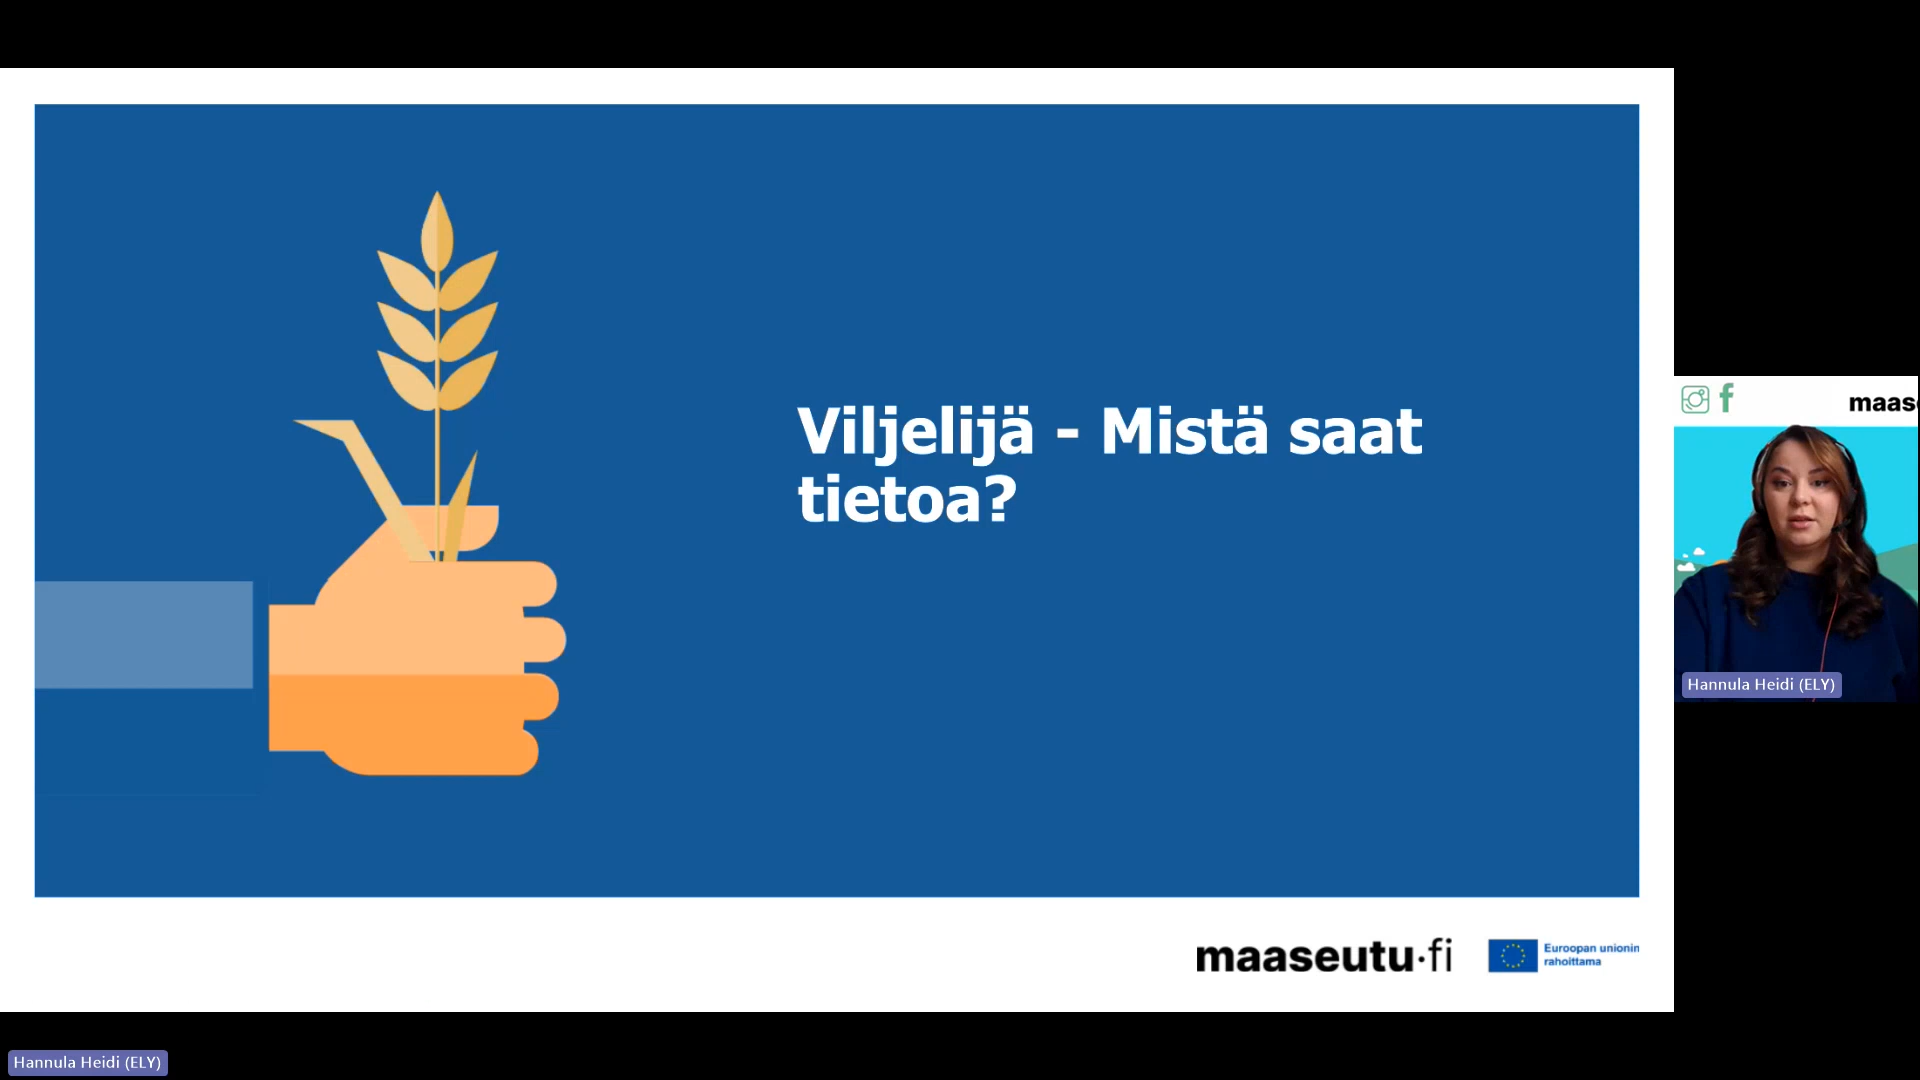 Viljelijä - Mistä saat
tietoa?
maaseutu.fi
Euroopan unionin
rahoittama
maas
Hannula Heidi (ELY)
Hannula Heidi (ELY)